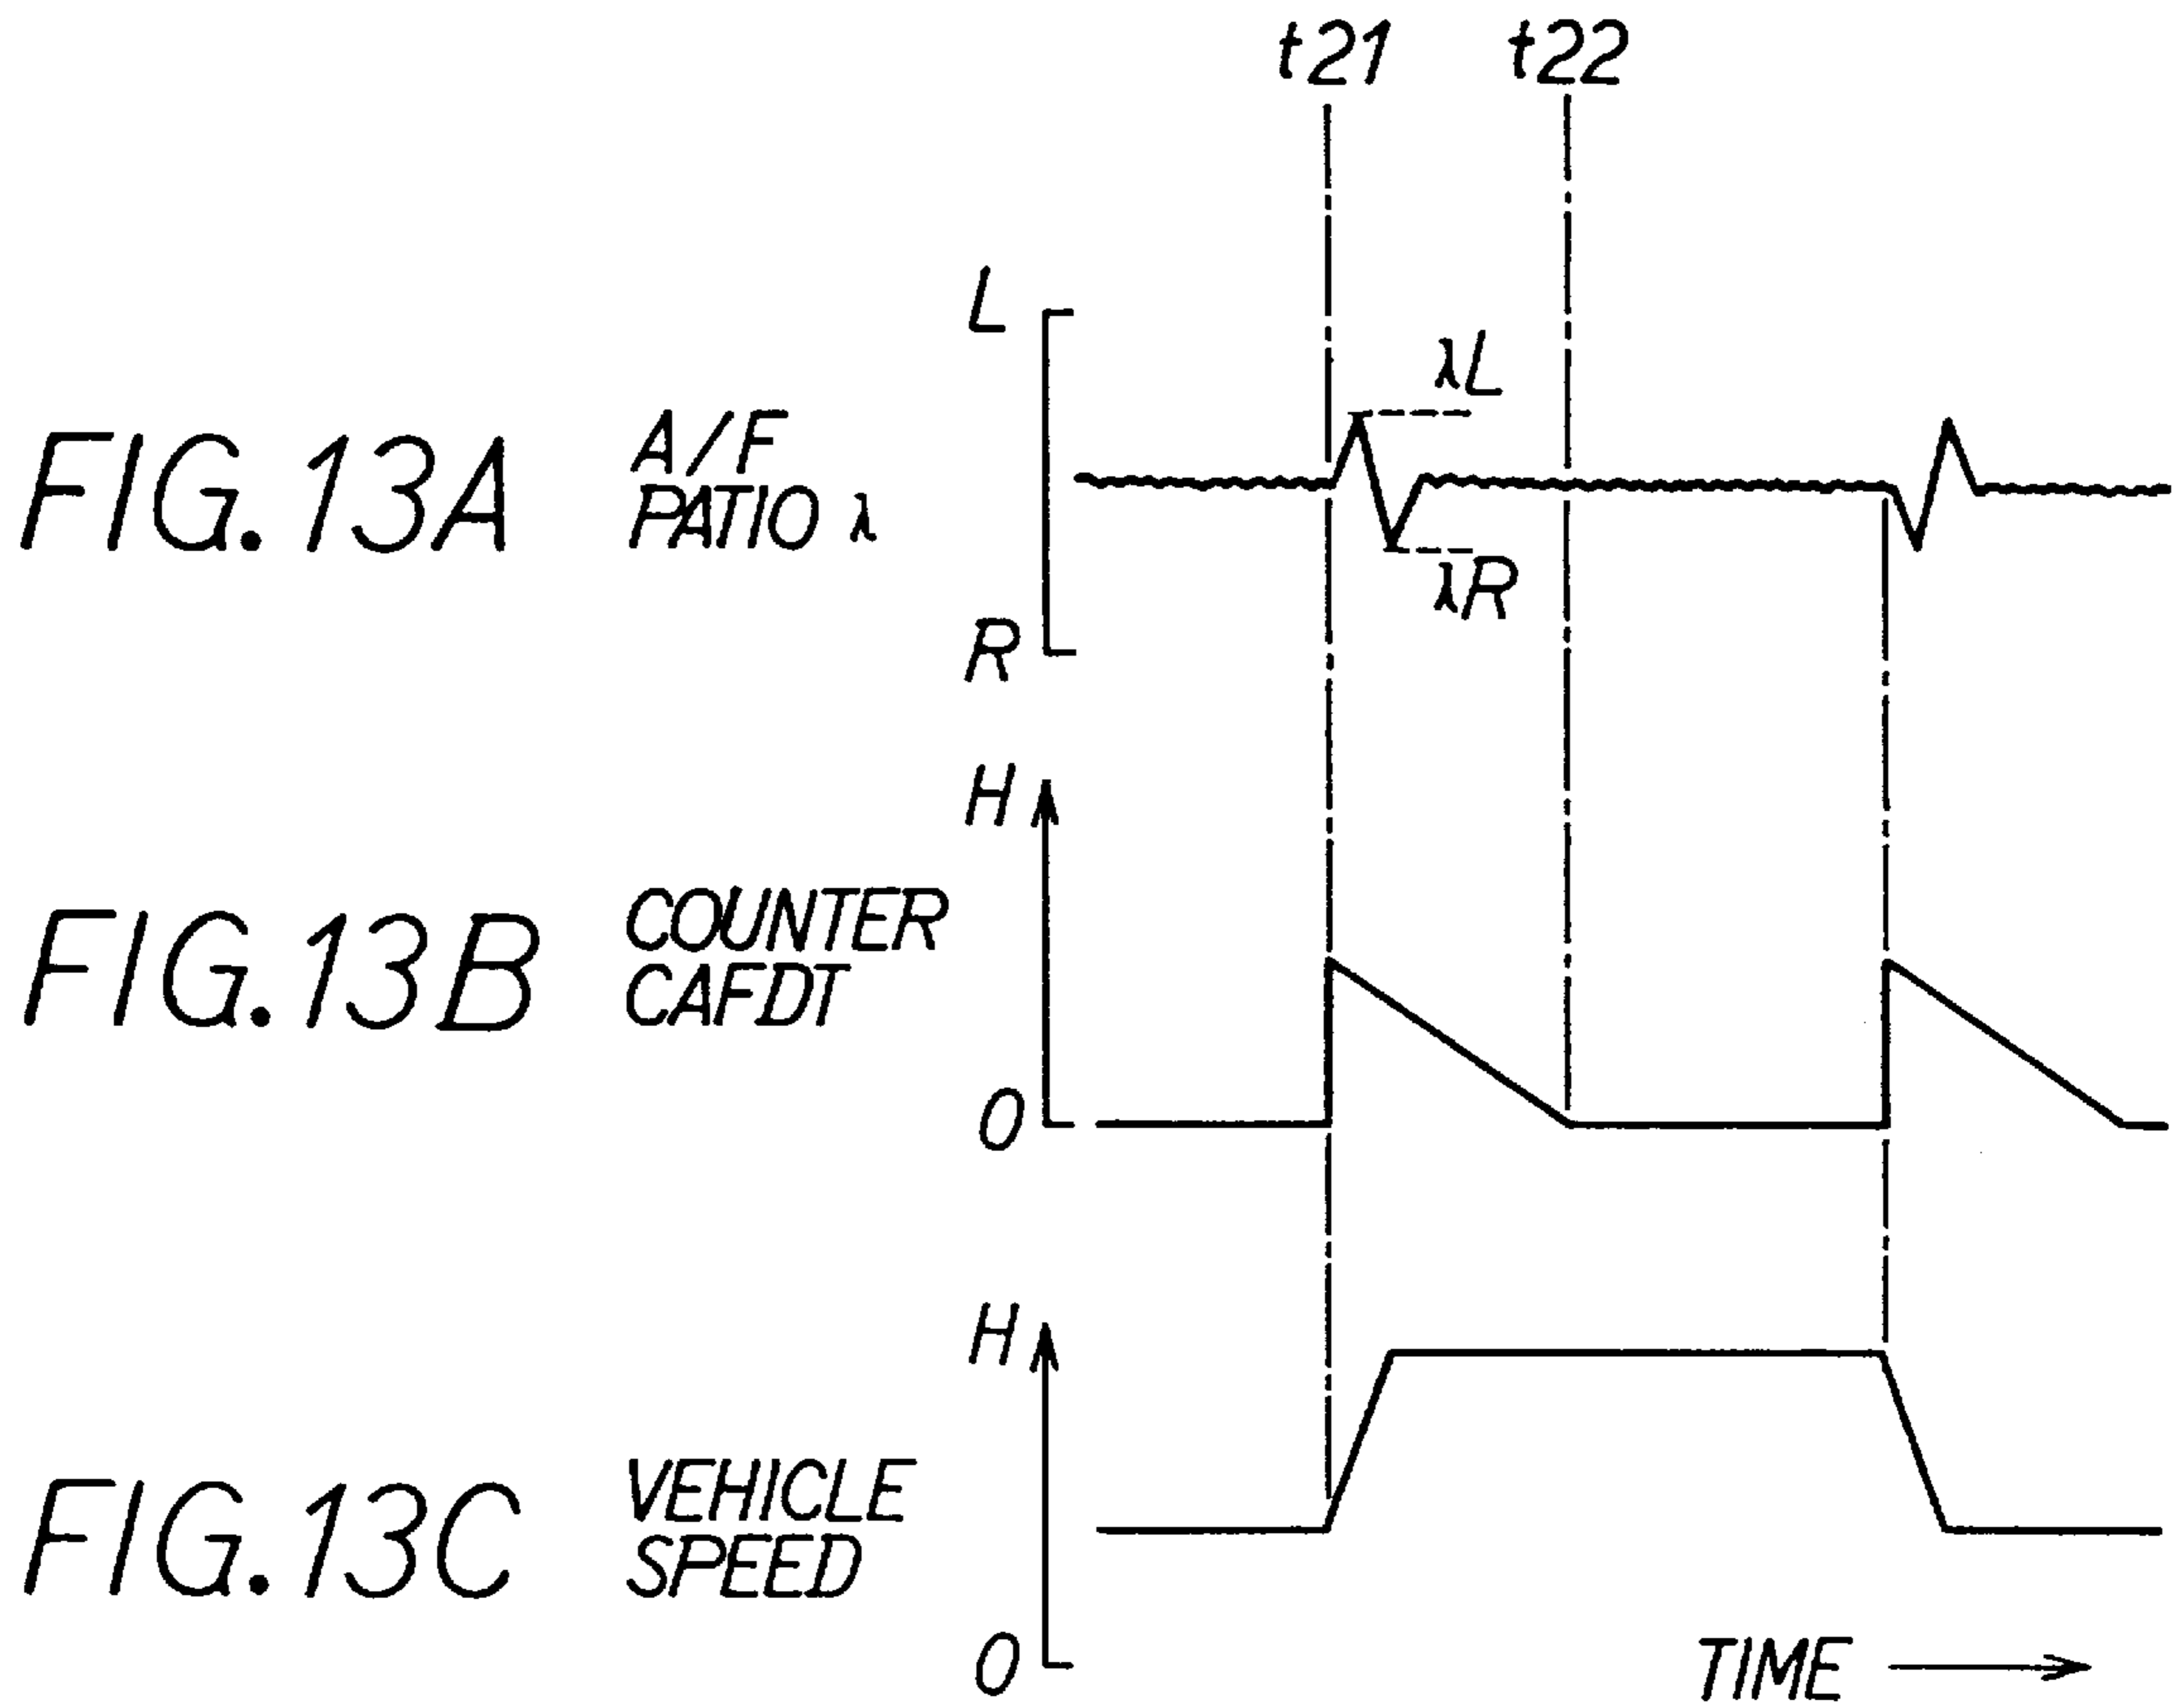 t21 t22
L
λL
FIG.13A
A/F
PATIO λ
λR
R
H
FIG.13B
COUNTER
CAFDT
0
H
FIG.13C
VEHICLE
SPEED
0
TIME